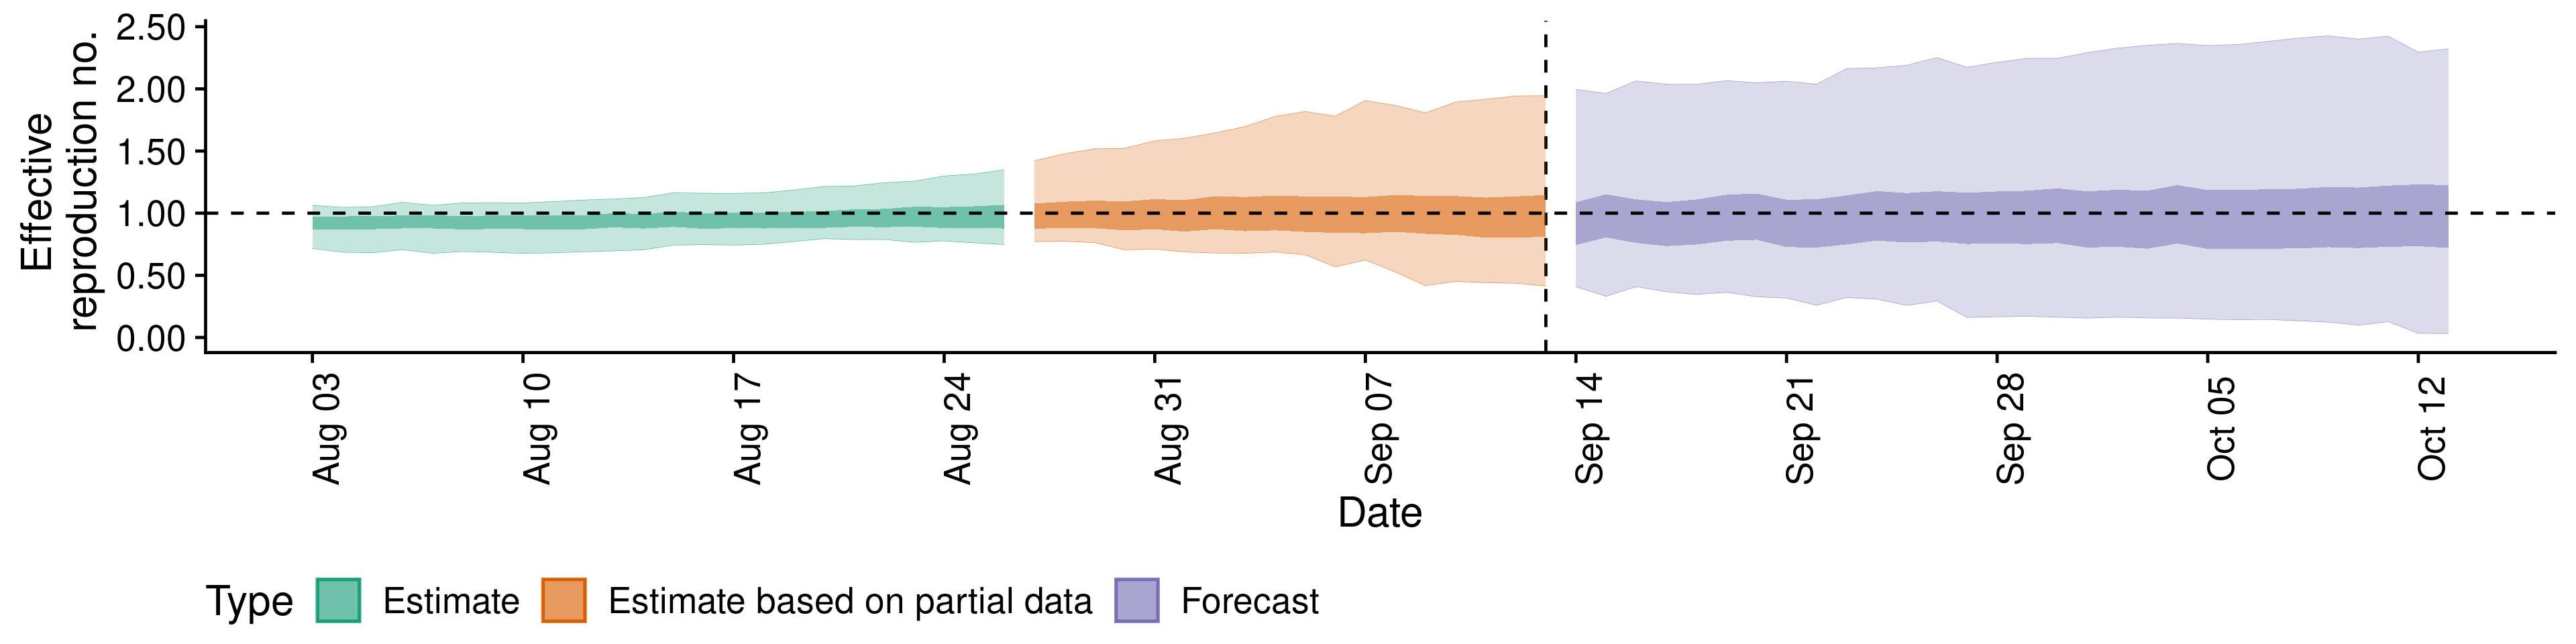 Effective
reproduction no.
2.50
2.00
1.50
1.00
0.50
0.00
Aug 03
Aug 10
Aug 17
Aug 24
Aug 31
Sep 07
Sep 14
Sep 21
Sep 28
Oct 05
Oct 12
Date
Type Estimate Estimate based on partial data Forecast